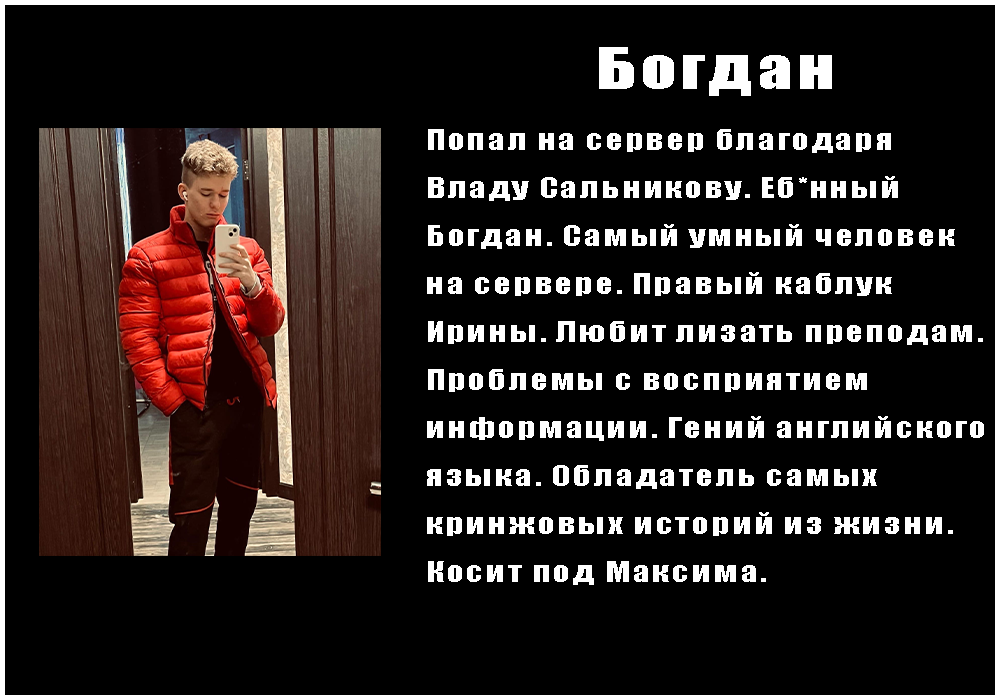 Богдан
Попал на сервер благодаря
Владу Сальникову. Еб*нный
Богдан. Самый умный человек
на сервере. Правый каблук
Ирины. Любит лизать преподам.
Проблемы с восприятием
информации. Гений английского
языка. Обладатель самых
кринжовых историй из жизни.
Косит под Максима.